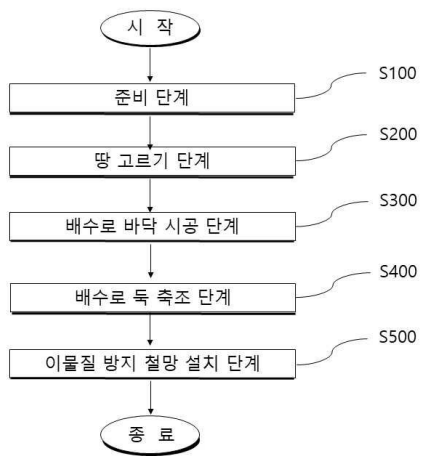 시 작
S100
준비 단계
S200
땅 고르기 단계
S300
배수로 바닥 시공 단계
S400
배수로 둑 축조 단계
S500
이물질 방지 철망 설치 단계
종 료